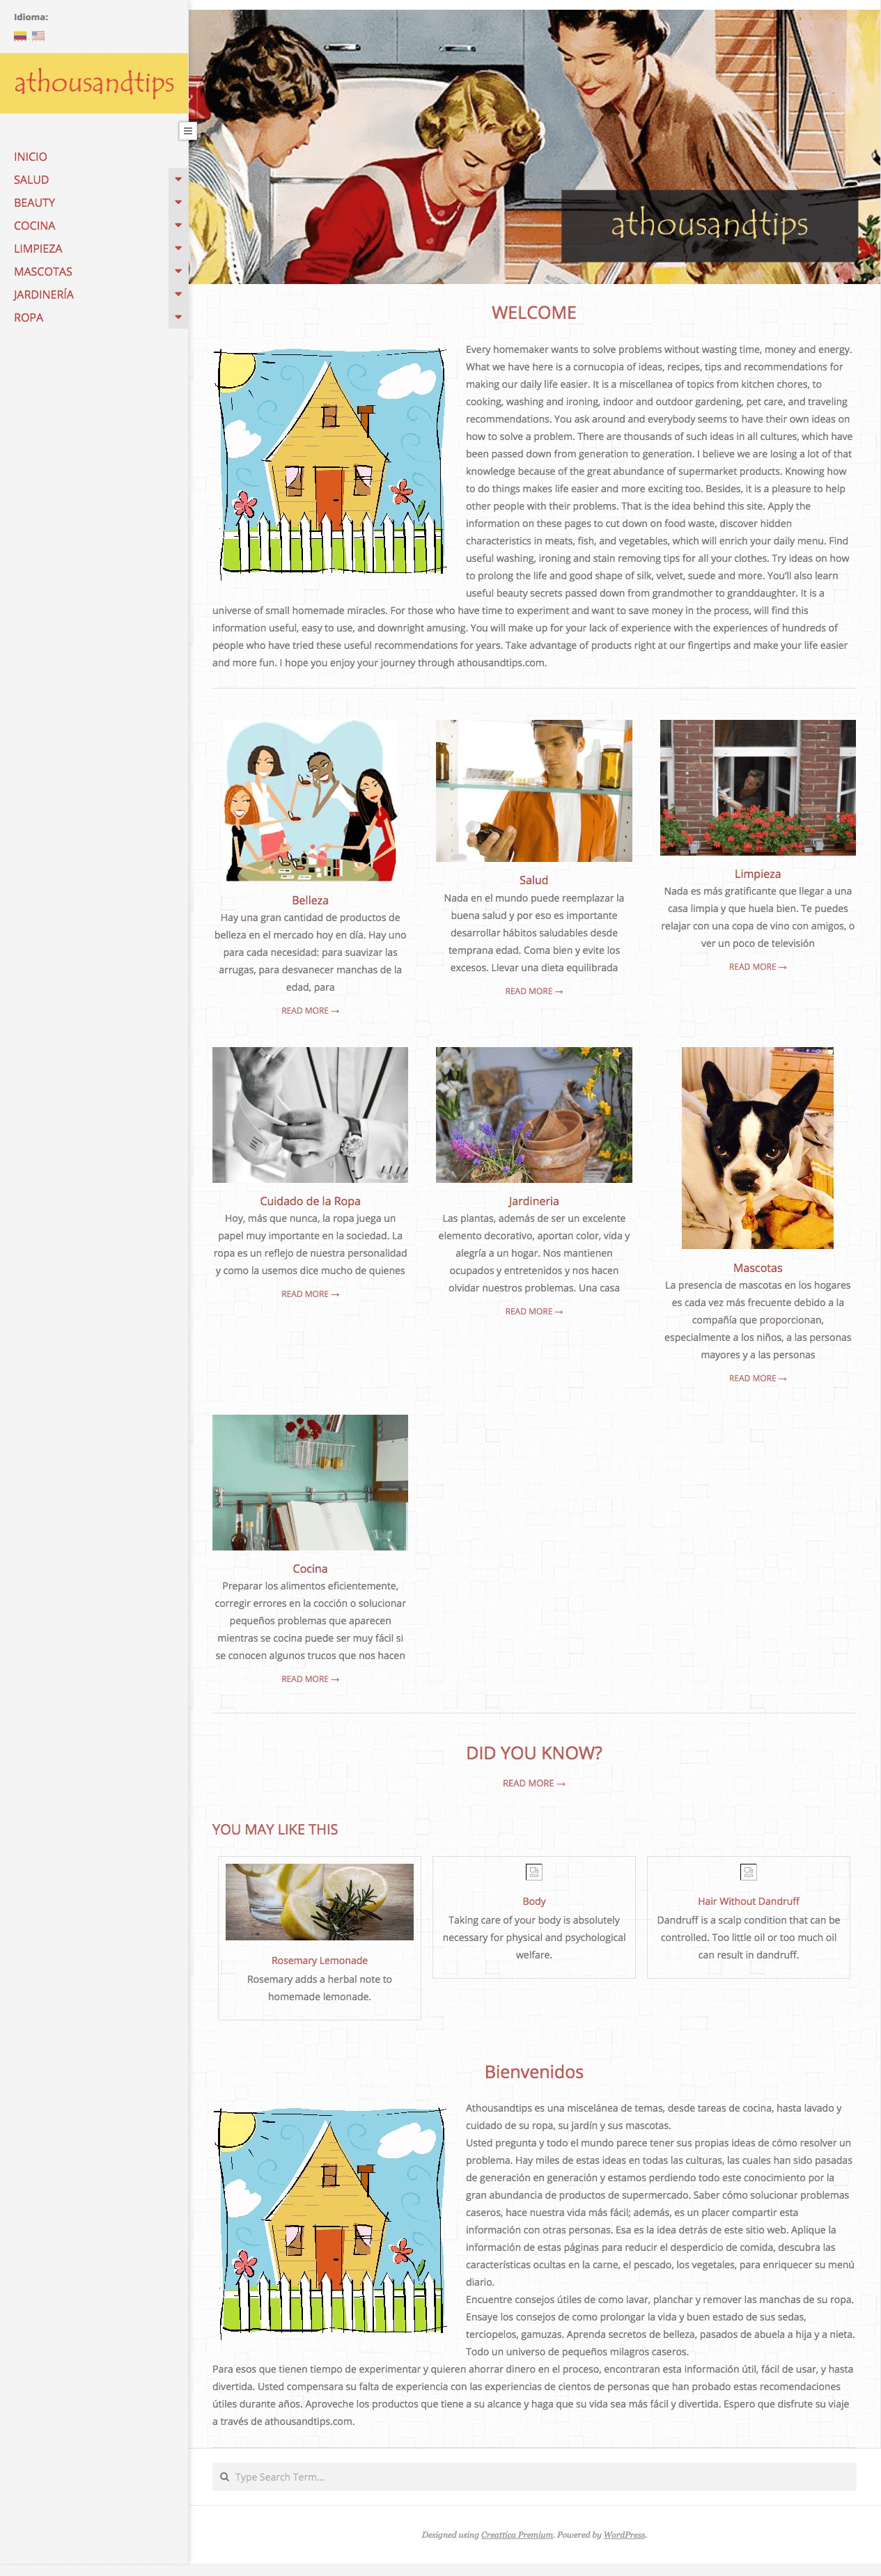 Idioma:
athousandtips
INICIO
SALUD
BEAUTY
COCINA
LIMPIEZA
MASCOTAS
JARDINERÍA
ROPA
athousandtips
WELCOME
Every homemaker wants to solve problems without wasting time, money and energy.
What we have here is a cornucopia of ideas, recipes, tips and recommendations for
making our daily life easier. It is a miscellanea of topics from kitchen chores, to
cooking, washing and ironing, indoor and outdoor gardening, pet care, and traveling
recommendations. You ask around and everybody seems to have their own ideas on
how to solve a problem. There are thousands of such ideas in all cultures, which have
been passed down from generation to generation. I believe we are losing a lot of that
knowledge because of the great abundance of supermarket products. Knowing how
to do things makes life easier and more exciting too. Besides, it is a pleasure to help
other people with their problems. That is the idea behind this site. Apply the
information on these pages to cut down on food waste, discover hidden
characteristics in meats, fish, and vegetables, which will enrich your daily menu. Find
useful washing, ironing and stain removing tips for all your clothes. Try ideas on how
to prolong the life and good shape of silk, velvet, suede and more. You'll also learn
useful beauty secrets passed down from grandmother to granddaughter. It is a
universe of small homemade miracles. For those who have time to experiment and want to save money in the process, will find this
information useful, easy to use, and downright amusing. You will make up for your lack of experience with the experiences of hundreds of
people who have tried these useful recommendations for years. Take advantage of products right at our fingertips and make your life easier
and more fun. I hope you enjoy your journey through athousandtips.com.
Belleza
Hay una gran cantidad de productos de
belleza en el mercado hoy en día. Hay uno
para cada necesidad: para suavizar las
arrugas, para desvanecer manchas de la
edad, para
READ MORE →
Salud
Nada en el mundo puede reemplazar la
buena salud y por eso es importante
desarrollar hábitos saludables desde
temprana edad. Coma bien y evite los
excesos. Llevar una dieta equilibrada
READ MORE →
Limpieza
Nada es más gratificante que llegar a una
casa limpia y que huela bien. Te puedes
relajar con una copa de vino con amigos, o
ver un poco de televisión
READ MORE →
Cuidado de la Ropa
Hoy, más que nunca, la ropa juega un
papel muy importante en la sociedad. La
ropa es un reflejo de nuestra personalidad
y como la usemos dice mucho de quienes
READ MORE →
Jardineria
Las plantas, además de ser un excelente
elemento decorativo, aportan color, vida y
alegría a un hogar. Nos mantienen
ocupados y entretenidos y nos hacen
olvidar nuestros problemas. Una casa
READ MORE →
Mascotas
La presencia de mascotas en los hogares
es cada vez más frecuente debido a la
compañía que proporcionan,
especialmente a los niños, a las personas
mayores y a las personas
READ MORE →
Cocina
Preparar los alimentos eficientemente,
corregir errores en la cocción o solucionar
pequeños problemas que aparecen
mientras se cocina puede ser muy fácil si
se conocen algunos trucos que nos hacen
READ MORE →
DID YOU KNOW?
READ MORE →
YOU MAY LIKE THIS
Rosemary Lemonade
Rosemary adds a herbal note to
homemade lemonade.
Body
Taking care of your body is absolutely
necessary for physical and psychological
welfare.
Hair Without Dandruff
Dandruff is a scalp condition that can be
controlled. Too little oil or too much oil
can result in dandruff.
Bienvenidos
Athousandtips es una miscelánea de temas, desde tareas de cocina, hasta lavado y
cuidado de su ropa, su jardín y sus mascotas.
Usted pregunta y todo el mundo parece tener sus propias ideas de cómo resolver un
problema. Hay miles de estas ideas en todas las culturas, las cuales han sido pasadas
de generación en generación y estamos perdiendo todo este conocimiento por la
gran abundancia de productos de supermercado. Saber cómo solucionar problemas
caseros, hace nuestra vida más fácil; además, es un placer compartir esta
información con otras personas. Esa es la idea detrás de este sitio web. Aplique la
información de estas páginas para reducir el desperdicio de comida, descubra las
características ocultas en la carne, el pescado, los vegetales, para enriquecer su menú
diario.
Encuentre consejos útiles de como lavar, planchar y remover las manchas de su ropa.
Ensaye los consejos de como prolongar la vida y buen estado de sus sedas,
terciopelos, gamuzas. Aprenda secretos de belleza, pasados de abuela a hija y a nieta.
Todo un universo de pequeños milagros caseros.
Para esos que tienen tiempo de experimentar y quieren ahorrar dinero en el proceso, encontraran esta información útil, fácil de usar, y hasta
divertida. Usted compensara su falta de experiencia con las experiencias de cientos de personas que han probado estas recomendaciones
útiles durante años. Aproveche los productos que tiene a su alcance y haga que su vida sea más fácil y divertida. Espero que disfrute su viaje
a través de athousandtips.com.
Type Search Term...
Designed using Creattica Premium. Powered by WordPress.